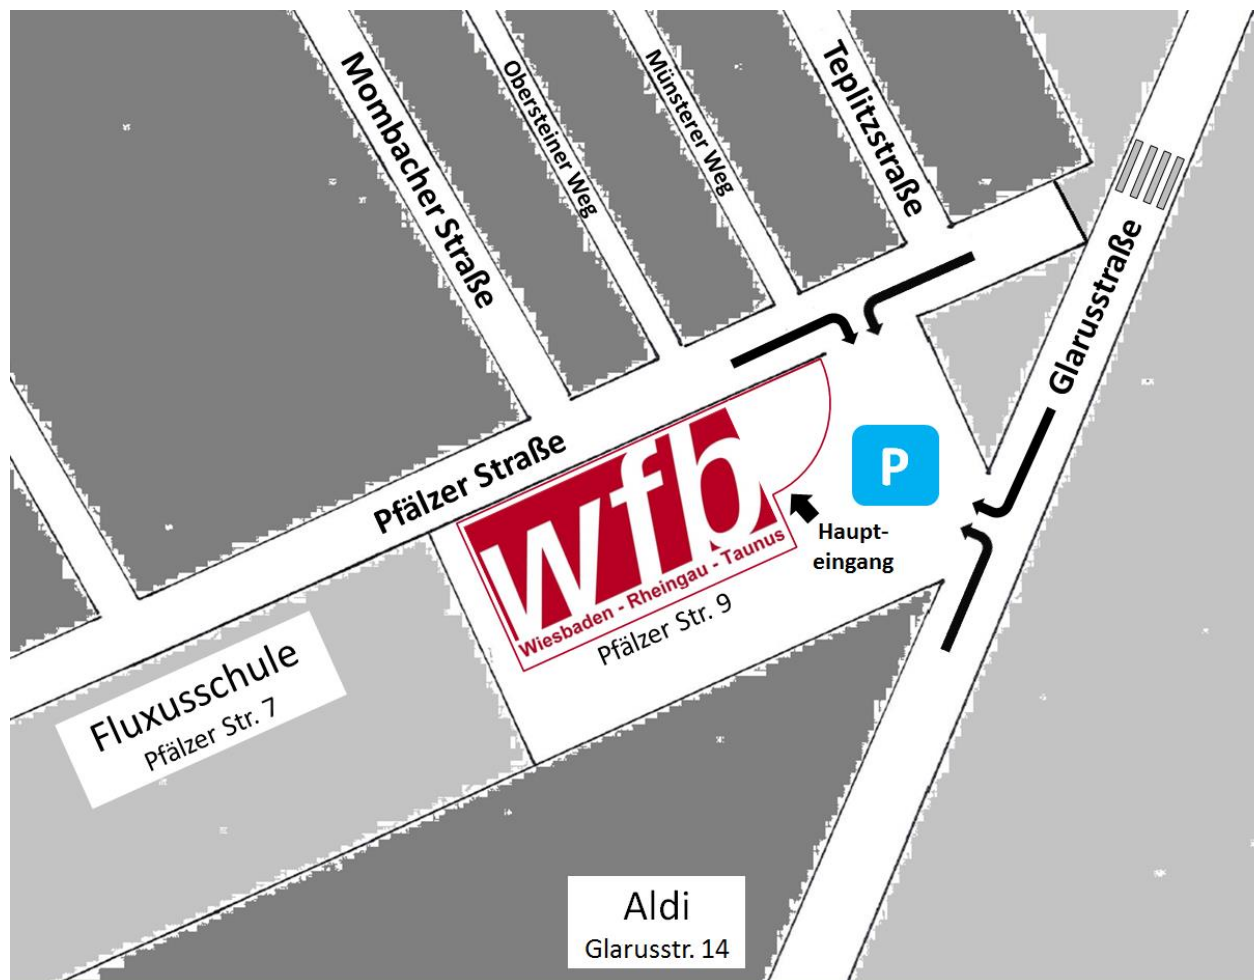 Mombacher Straße
Obersteiner Weg
Münsterer Weg
Teplitzstraße
Glarusstraße
Pfälzer Straße
wfb
Wiesbaden - Rheingau - Taunus
Pfälzer Str. 9
P
Haupt-
eingang
Fluxusschule
Pfälzer Str. 7
Aldi
Glarusstr. 14